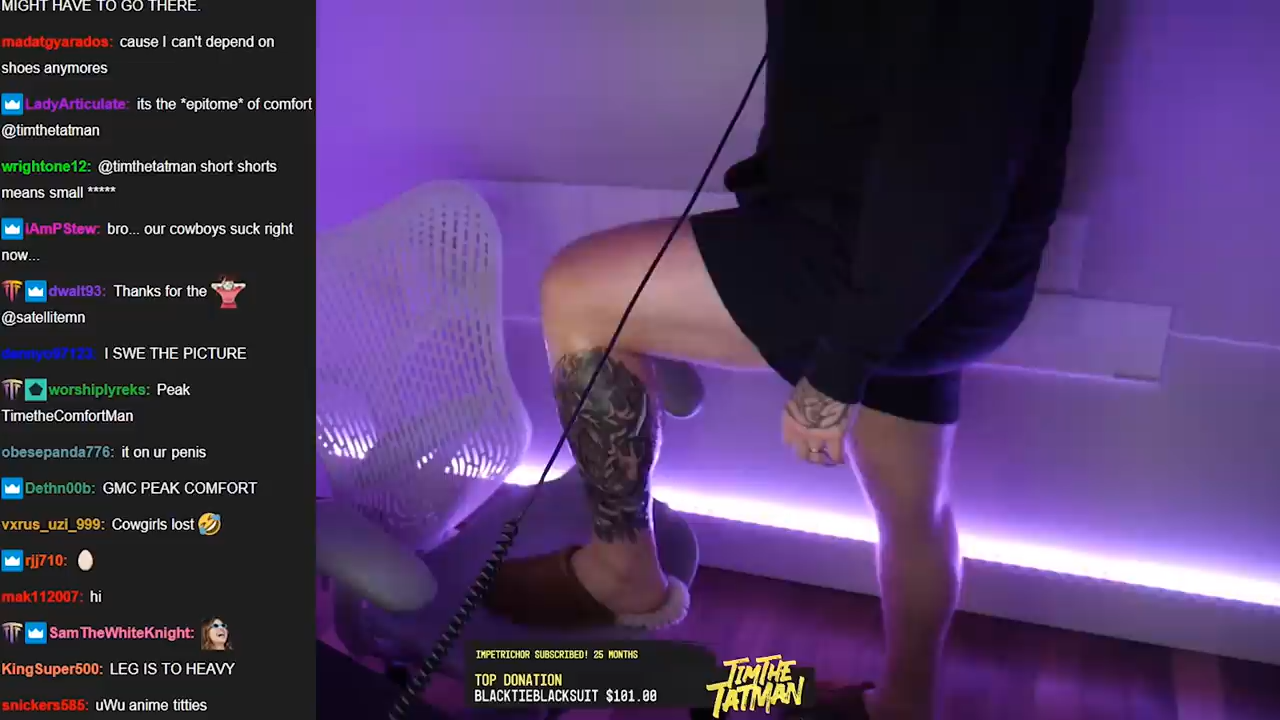 MIGHT HAVE TO GO THERE.
madatgyarados: cause I can't depend on
shoes anymores
LadyArticulate: its the *epitome* of comfort
@timthetatman
wrightone12: @timthetatman short shorts
means small *****
IAmPStew: bro... our cowboys suck right
now...
dwalt93: Thanks for the
@satellitemn
I SWE THE PICTURE
worshiplyreks: Peak
TimetheComfortMan
obesepanda776: it on ur penis
Dethn00b: GMC PEAK COMFORT
vxrus_uzi_999: Cowgirls lost
rjj710:
mak112007: hi
SamTheWhiteKnight:
KingSuper500: LEG IS TO HEAVY
snickers585: uWu anime titties
IMPETRICHOR SUBSCRIBED! 25 MONTHS
TOP DONATION
BLACKTIEBLACKSUIT $101.00
TIMTHE
TATMAN